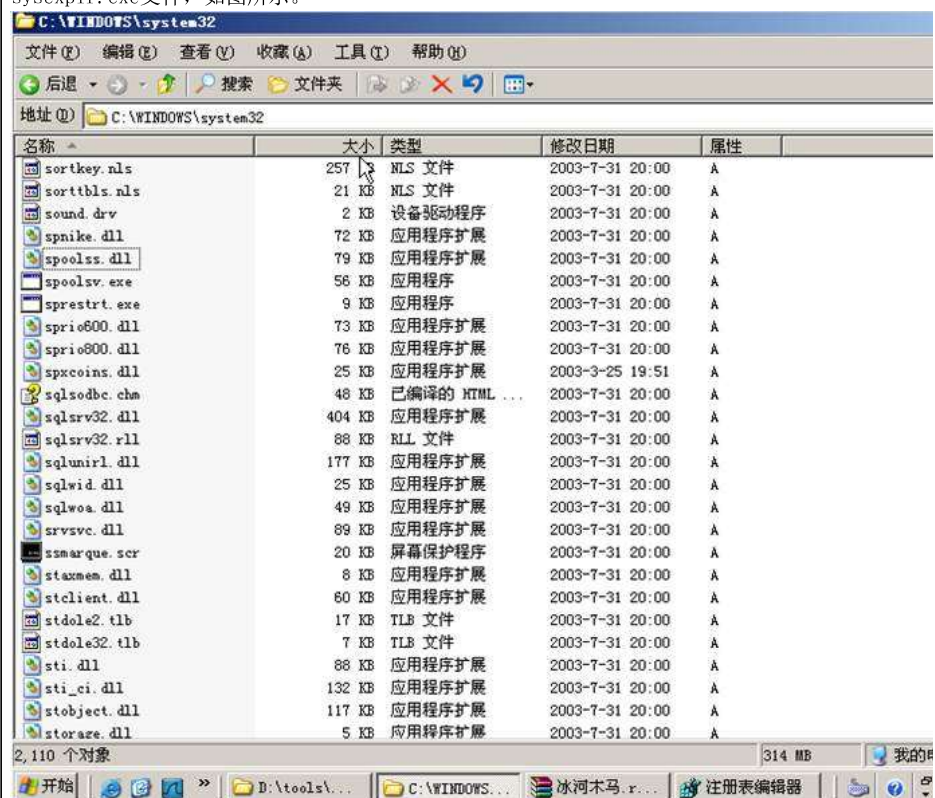 sysexplr.exe文件，如图所示。
C:\WINDOWS\system32
文件(F) 编辑(E) 查看(V) 收藏(A) 工具(T) 帮助(H)
后退 搜索 文件夹
地址(D) C:\WINDOWS\system32
名称 大小 类型 修改日期 属性
sortkey.nls 257 NLS 文件 2003-7-31 20:00 A
sorttbls.nls 21 KB NLS 文件 2003-7-31 20:00 A
sound.drv 2 KB 设备驱动程序 2003-7-31 20:00 A
spnike.dll 72 KB 应用程序扩展 2003-7-31 20:00 A
spoolss.dll 79 KB 应用程序扩展 2003-7-31 20:00 A
spoolsv.exe 56 KB 应用程序 2003-7-31 20:00 A
sprestrt.exe 9 KB 应用程序 2003-7-31 20:00 A
sprio600.dll 73 KB 应用程序扩展 2003-7-31 20:00 A
sprio800.dll 76 KB 应用程序扩展 2003-7-31 20:00 A
spxcoins.dll 25 KB 应用程序扩展 2003-3-25 19:51 A
sqlsodbc.chm 48 KB 已编译的 HTML ... 2003-7-31 20:00 A
sqlsrv32.dll 404 KB 应用程序扩展 2003-7-31 20:00 A
sqlsrv32.rll 88 KB RLL 文件 2003-7-31 20:00 A
sqlunirl.dll 177 KB 应用程序扩展 2003-7-31 20:00 A
sqlwid.dll 25 KB 应用程序扩展 2003-7-31 20:00 A
sqlwoa.dll 49 KB 应用程序扩展 2003-7-31 20:00 A
srvsvc.dll 89 KB 应用程序扩展 2003-7-31 20:00 A
ssmarque.scr 20 KB 屏幕保护程序 2003-7-31 20:00 A
staxmem.dll 8 KB 应用程序扩展 2003-7-31 20:00 A
stclient.dll 60 KB 应用程序扩展 2003-7-31 20:00 A
stdole2.tlb 17 KB TLB 文件 2003-7-31 20:00 A
stdole32.tlb 7 KB TLB 文件 2003-7-31 20:00 A
sti.dll 88 KB 应用程序扩展 2003-7-31 20:00 A
sti_ci.dll 132 KB 应用程序扩展 2003-7-31 20:00 A
stobject.dll 117 KB 应用程序扩展 2003-7-31 20:00 A
storage.dll 5 KB 应用程序扩展 2003-7-31 20:00 A
2,110 个对象 314 MB 我的电
开始 » D:\tools\... C:\WINDOWS... 冰河木马.r... 注册表编辑器